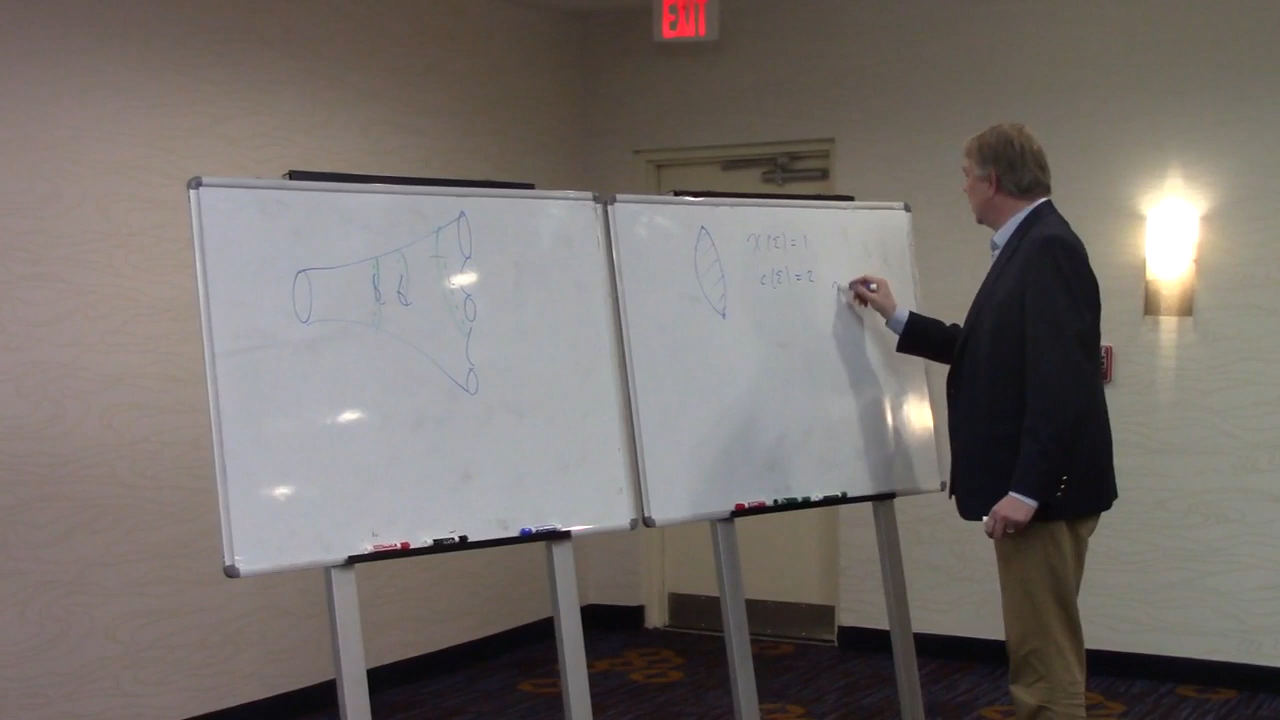 EXIT
χ(Σ) = 1
c(Σ) = 2